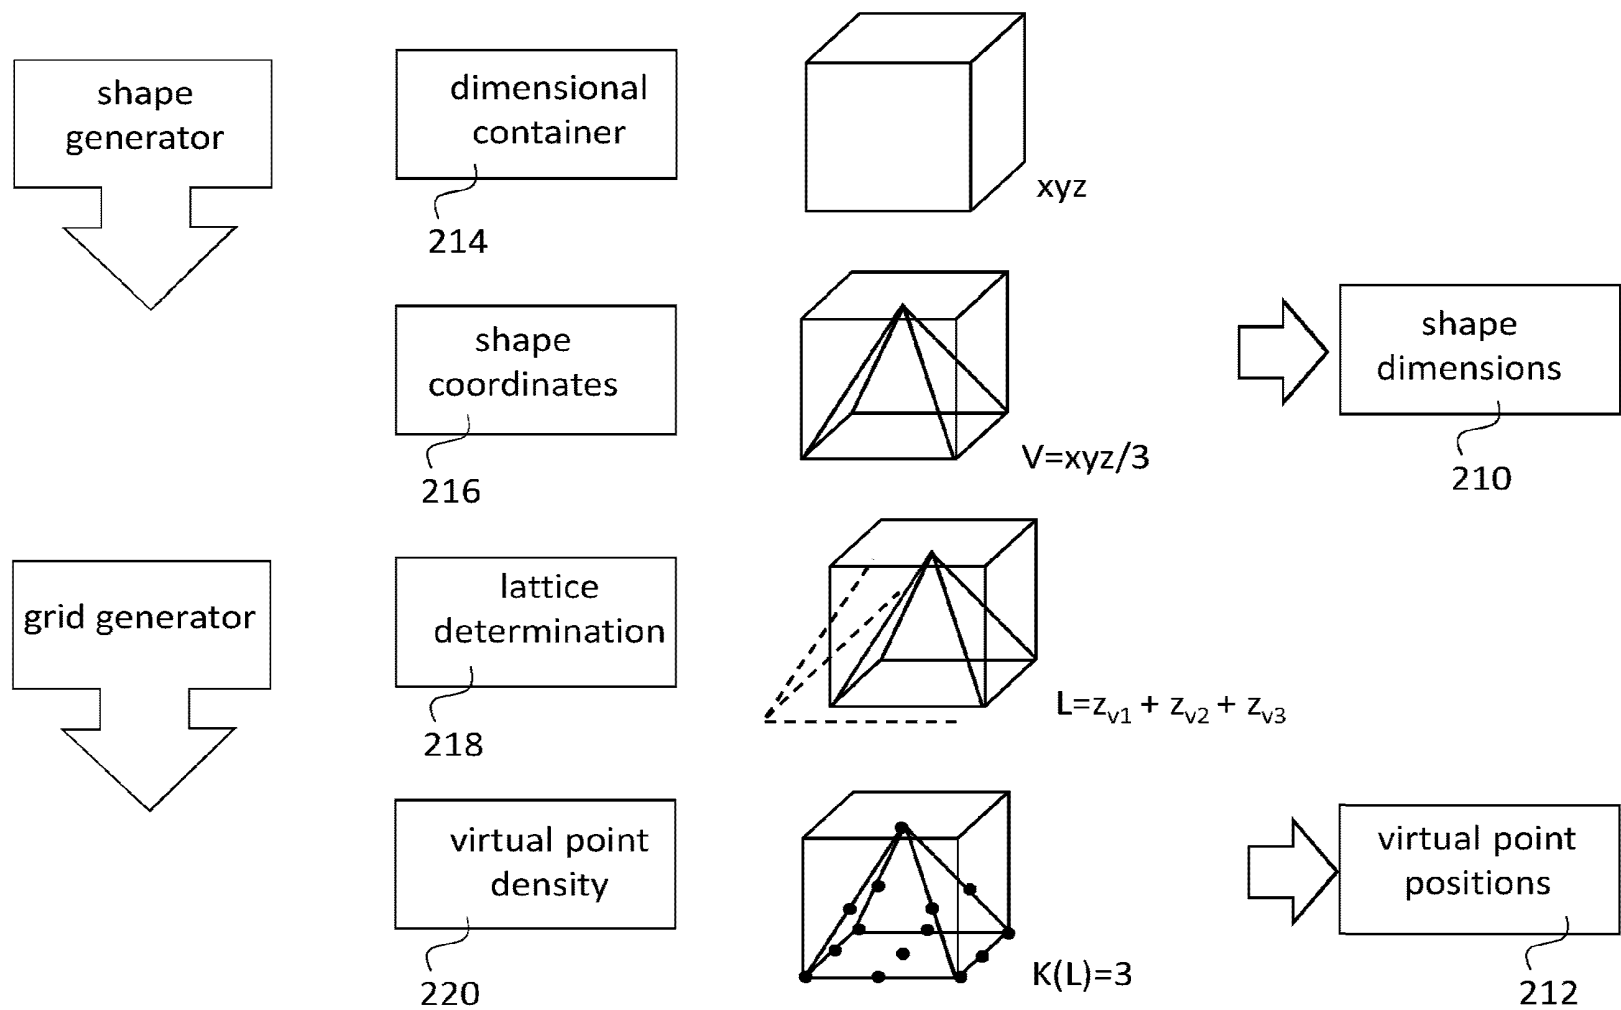 shape
generator
dimensional
container
214
xyz
shape
coordinates
216
V=xyz/3
shape
dimensions
210
grid generator
lattice
determination
218
L=zv1 + zv2 + zv3
virtual point
density
220
K(L)=3
virtual point
positions
212